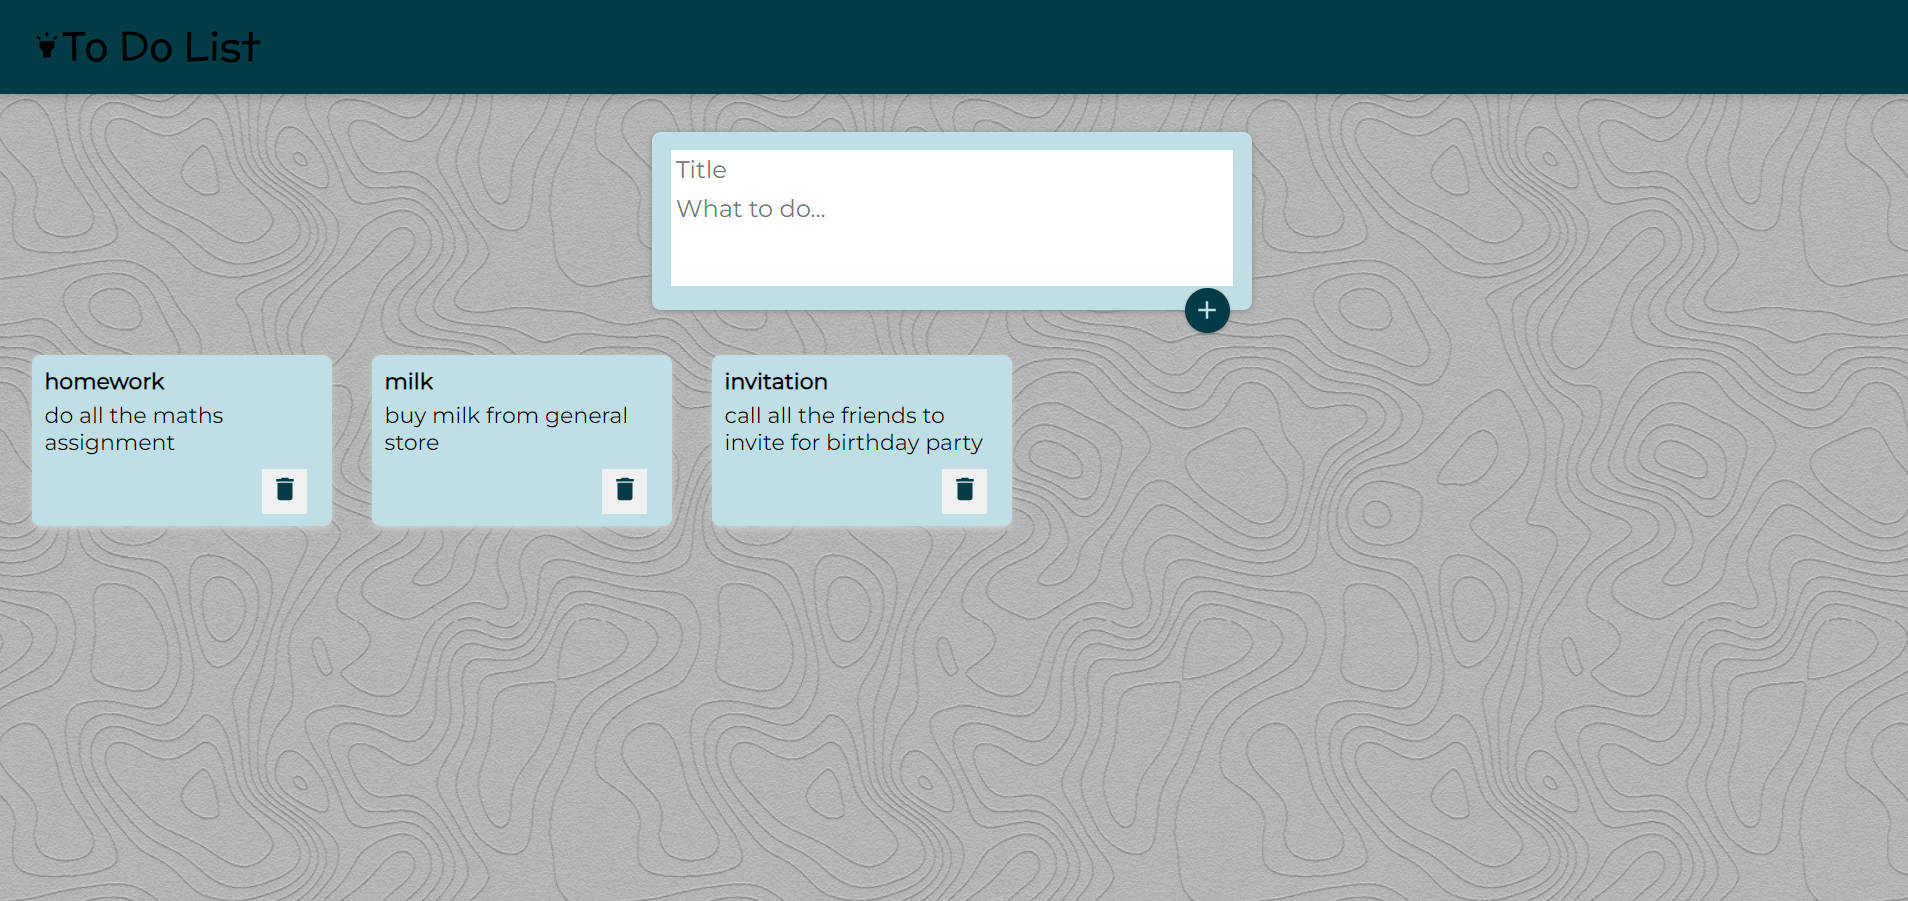 To Do List
Title
What to do...
homework
do all the maths
assignment
milk
buy milk from general
store
invitation
call all the friends to
invite for birthday party